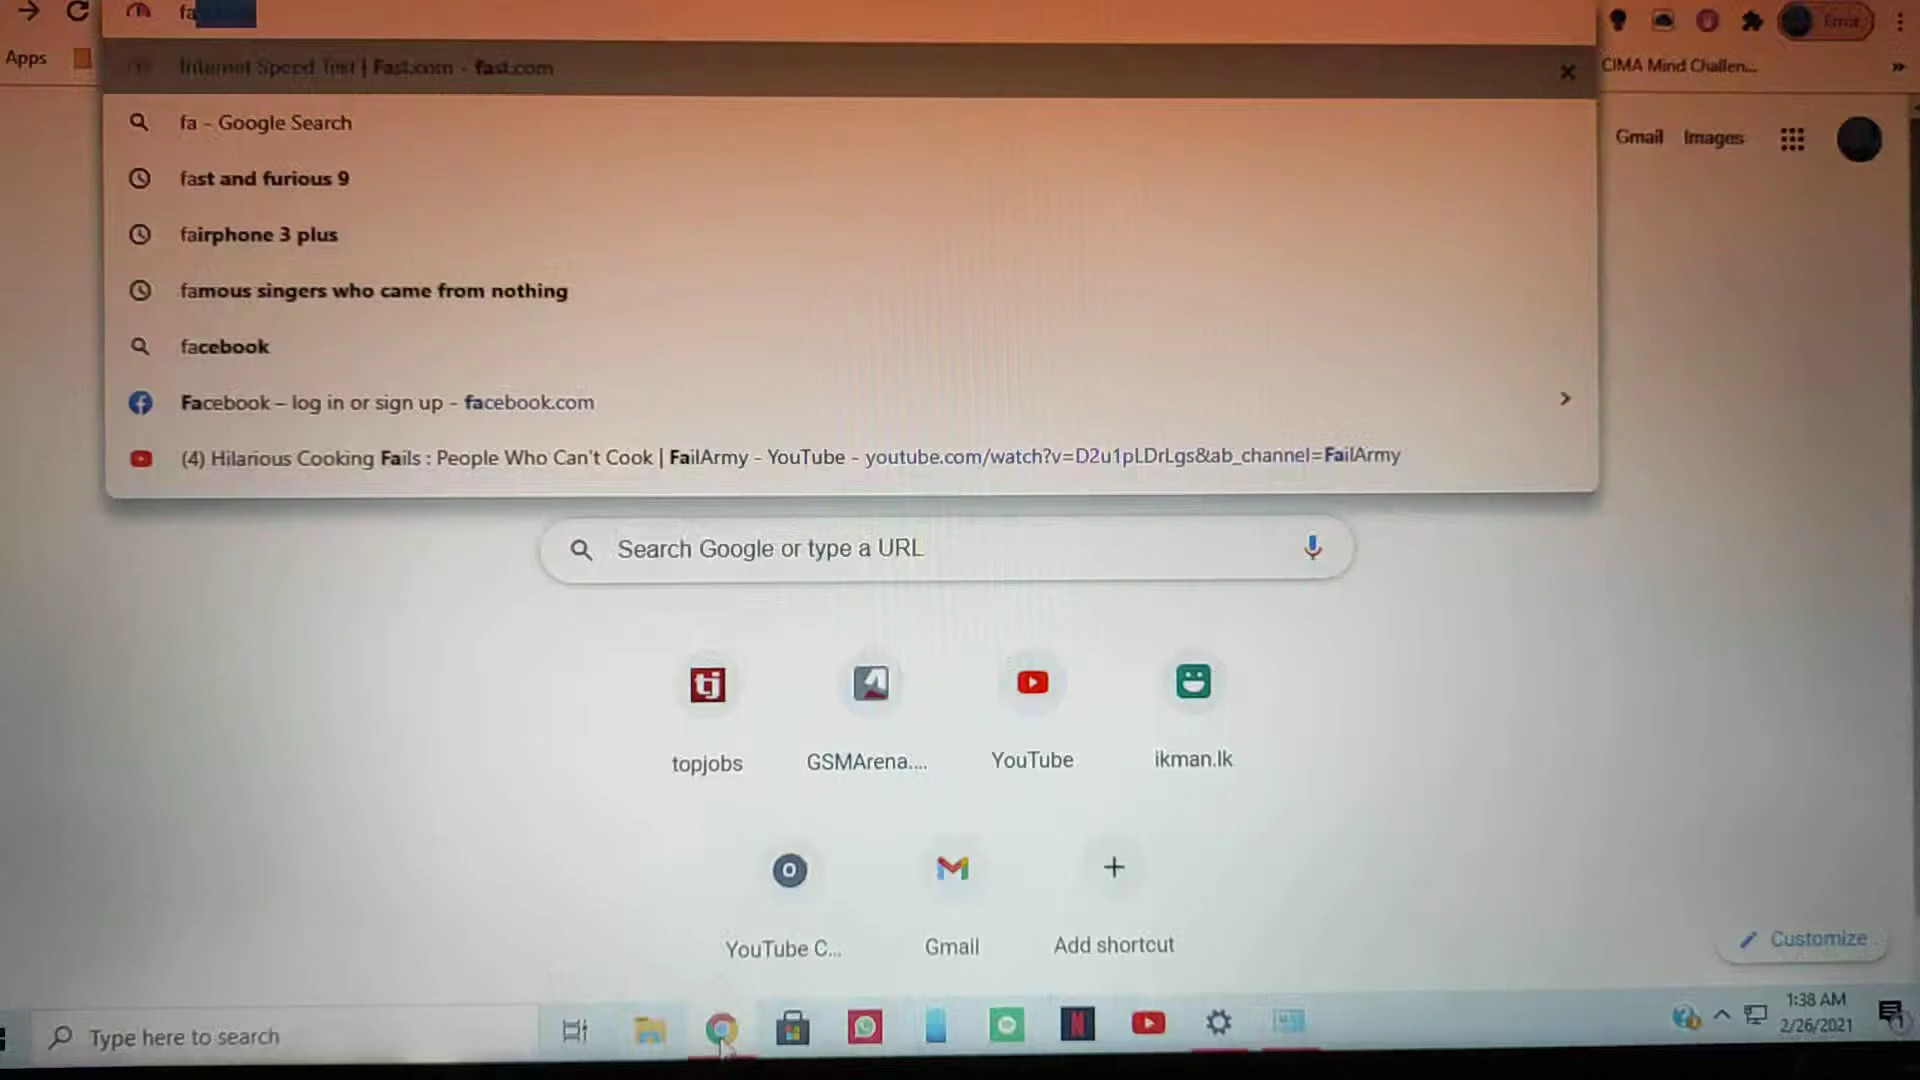 fa
Error
Apps
Internet Speed Test | Fast.com - fast.com
CIMA Mind Challen...
fa - Google Search
Gmail Images
fast and furious 9
fairphone 3 plus
famous singers who came from nothing
facebook
Facebook – log in or sign up - facebook.com
(4) Hilarious Cooking Fails : People Who Can't Cook | FailArmy - YouTube - youtube.com/watch?v=D2u1pLDrLgs&ab_channel=FailArmy
Search Google or type a URL
tj
topjobs
GSMArena....
YouTube
ikman.lk
O
YouTube C...
Gmail
Add shortcut
Customize
Type here to search
N
1:38 AM
2/26/2021
1